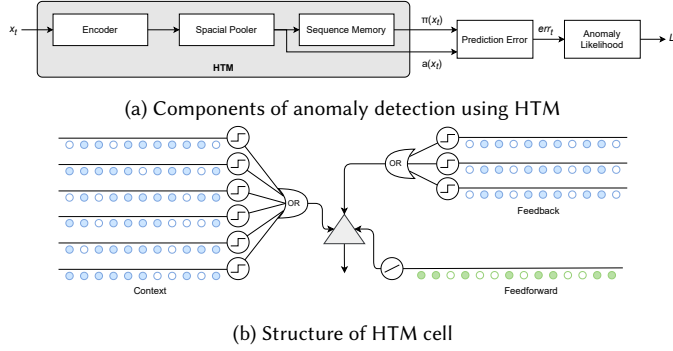 x_t
Encoder
Spacial Pooler
Sequence Memory
HTM
π(x_t)
a(x_t)
Prediction Error
err_t
Anomaly
Likelihood
L
(a) Components of anomaly detection using HTM
OR
Context
OR
Feedback
Feedforward
(b) Structure of HTM cell